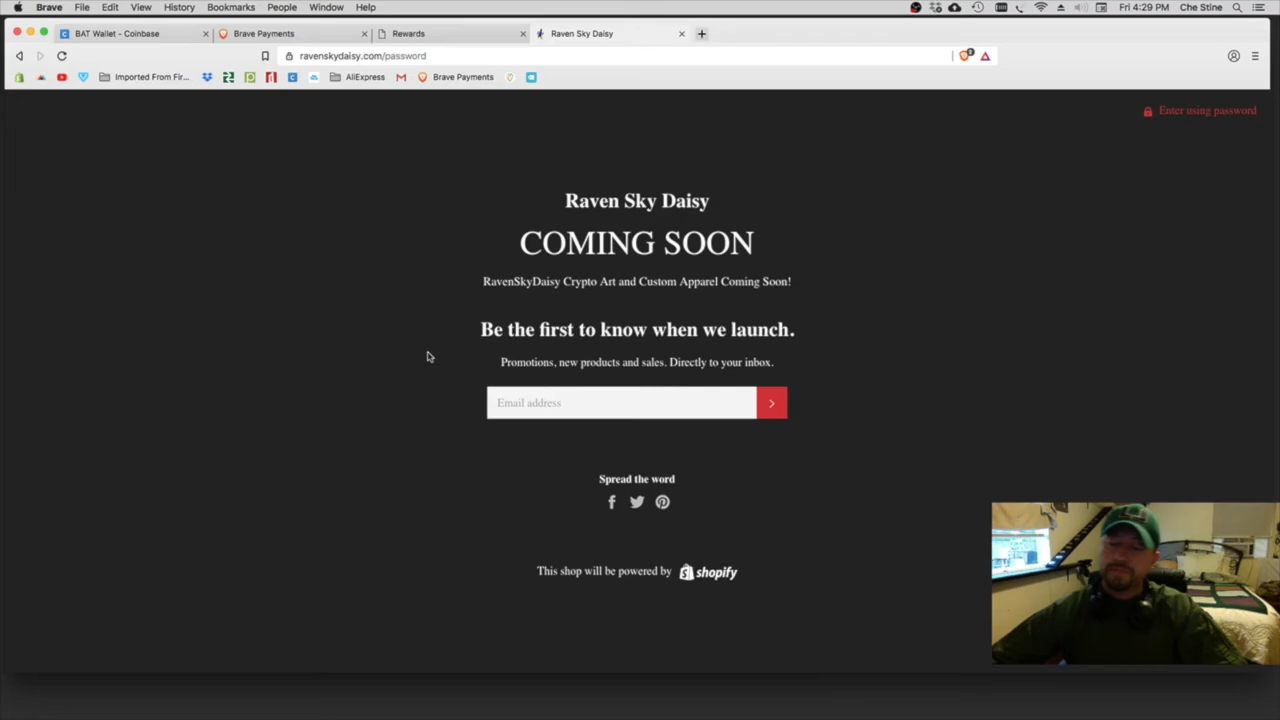 Brave File Edit View History Bookmarks People Window Help Fri 4:29 PM Che Stine
BAT Wallet - Coinbase Brave Payments Rewards Raven Sky Daisy
ravenskydaisy.com/password
Imported From Fir... AliExpress Brave Payments
Enter using password
Raven Sky Daisy
COMING SOON
RavenSkyDaisy Crypto Art and Custom Apparel Coming Soon!
Be the first to know when we launch.
Promotions, new products and sales. Directly to your inbox.
Email address
Spread the word
This shop will be powered by shopify